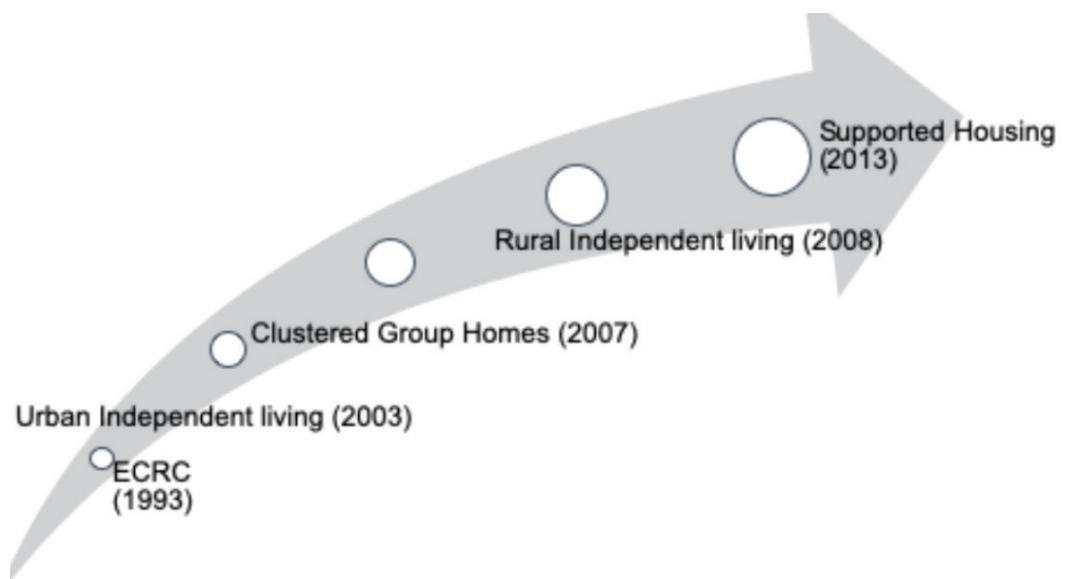 Supported Housing
(2013)
Rural Independent living (2008)
Clustered Group Homes (2007)
Urban Independent living (2003)
ECRC
(1993)